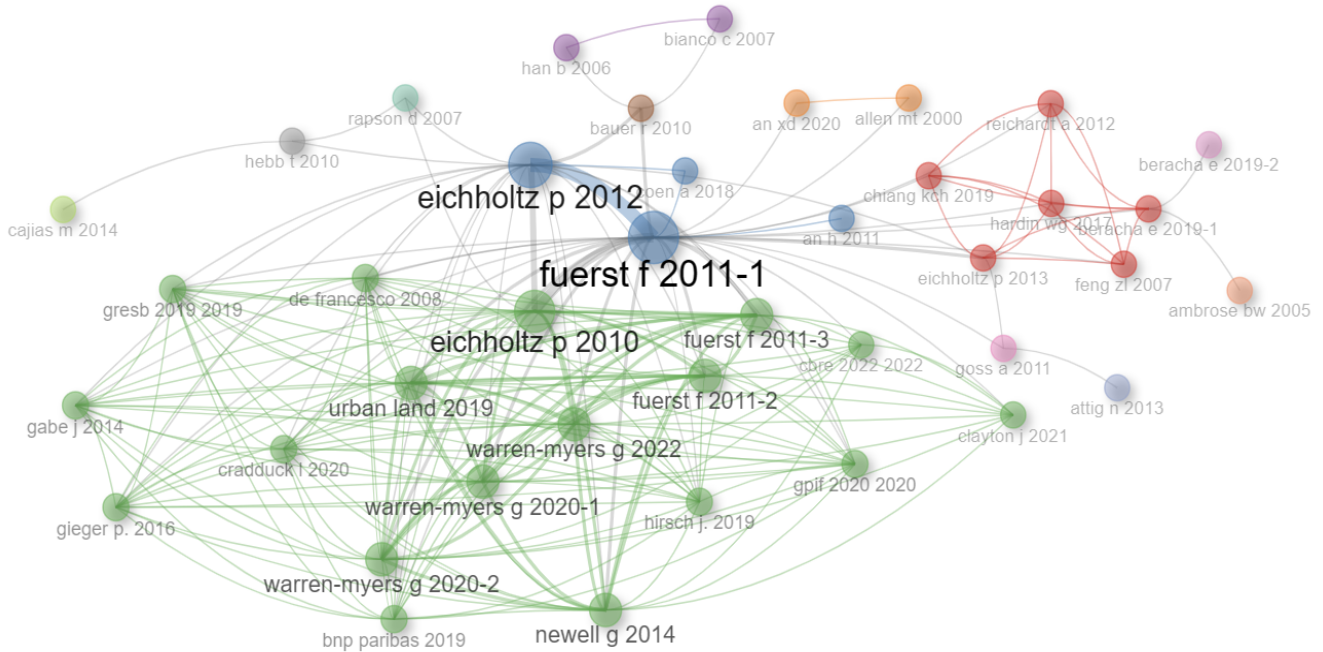 bianco c 2007
han b 2006
rapson d 2007
bauer r 2010
an xd 2020
allen mt 2000
reichardt a 2012
hebb t 2010
beracha e 2019-2
eichholtz p 2012
coen a 2018
chiang kch 2019
cajias m 2014
an h 2011
hardin wg 2017
beracha e 2019-1
fuerst f 2011-1
eichholtz p 2013
feng zl 2007
gresb 2019 2019
de francesco 2008
ambrose bw 2005
eichholtz p 2010
fuerst f 2011-3
cbre 2022 2022
goss a 2011
urban land 2019
fuerst f 2011-2
attig n 2013
gabe j 2014
clayton j 2021
warren-myers g 2022
cradduck l 2020
gpif 2020 2020
warren-myers g 2020-1
hirsch j. 2019
gieger p. 2016
warren-myers g 2020-2
newell g 2014
bnp paribas 2019